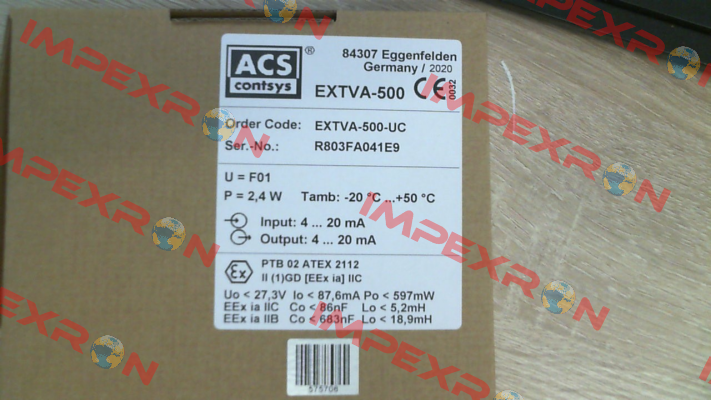 ACS
contsys
®
84307 Eggenfelden
Germany / 2020
EXTVA-500
CE 0032
Order Code: EXTVA-500-UC
Ser.-No.: R803FA041E9
U = F01
P = 2,4 W Tamb: -20 °C ...+50 °C
Input: 4 ... 20 mA
Output: 4 ... 20 mA
Ex
PTB 02 ATEX 2112
II (1)GD [EEx ia] IIC
Uo < 27,3V Io < 87,6mA Po < 597mW
EEx ia IIC Co < 86nF Lo < 5,2mH
EEx ia IIB Co < 683nF Lo < 18,9mH
575708
IMPEXRON
IMPEXRON
IMPEXRON
IMPEXRON
IMPEXRON